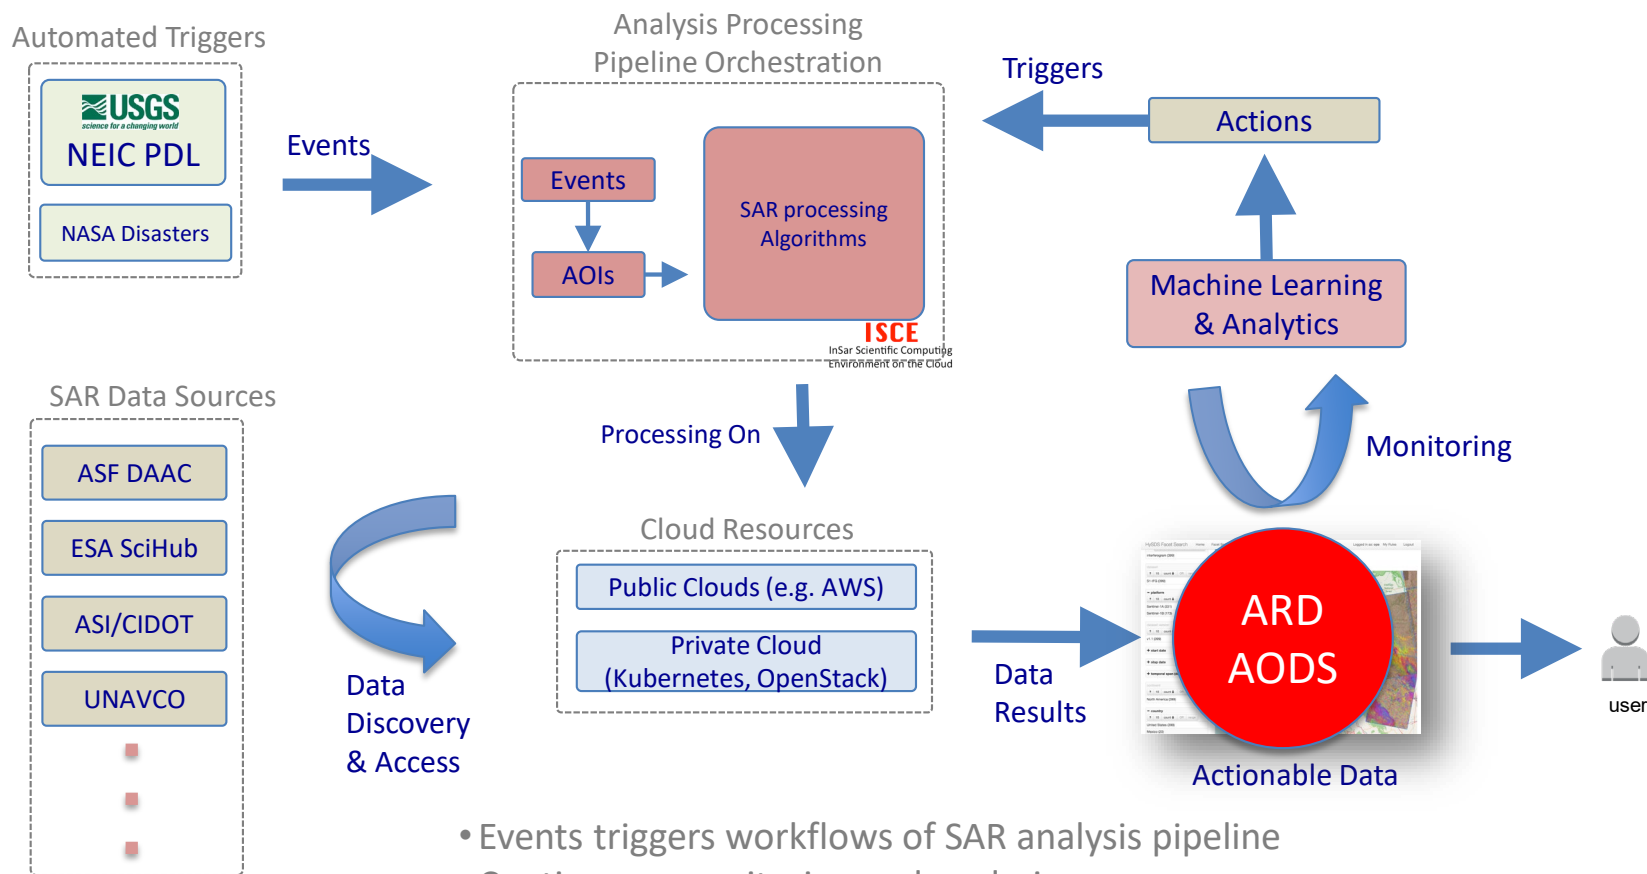 Automated Triggers
USGS
science for a changing world
NEIC PDL
NASA Disasters
Events
Analysis Processing
Pipeline Orchestration
Events
AOIs
SAR processing
Algorithms
ISCE
InSar Scientific Computing
Environment on the Cloud
Triggers
Actions
Machine Learning
& Analytics
Monitoring
SAR Data Sources
ASF DAAC
ESA SciHub
ASI/CIDOT
UNAVCO
Data
Discovery
& Access
Processing On
Cloud Resources
Public Clouds (e.g. AWS)
Private Cloud
(Kubernetes, OpenStack)
Data
Results
ARD
AODS
Actionable Data
user
• Events triggers workflows of SAR analysis pipeline